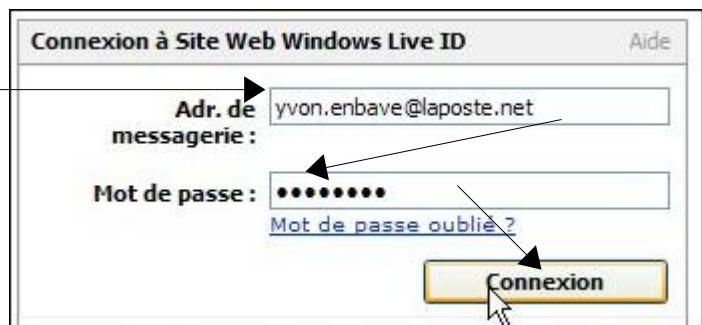 Connexion à Site Web Windows Live ID Aide
Adr. de messagerie : yvon.enbave@laposte.net
Mot de passe : ••••••••
Mot de passe oublié ?
Connexion